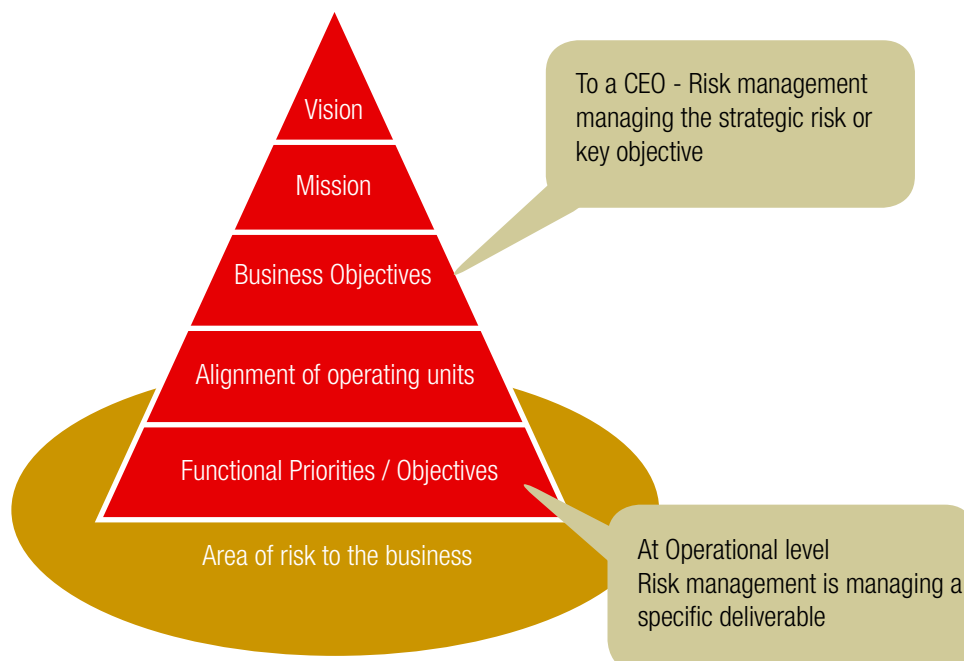 Vision
To a CEO - Risk management
managing the strategic risk or
key objective
Mission
Business Objectives
Alignment of operating units
Functional Priorities / Objectives
Area of risk to the business
At Operational level
Risk management is managing a
specific deliverable